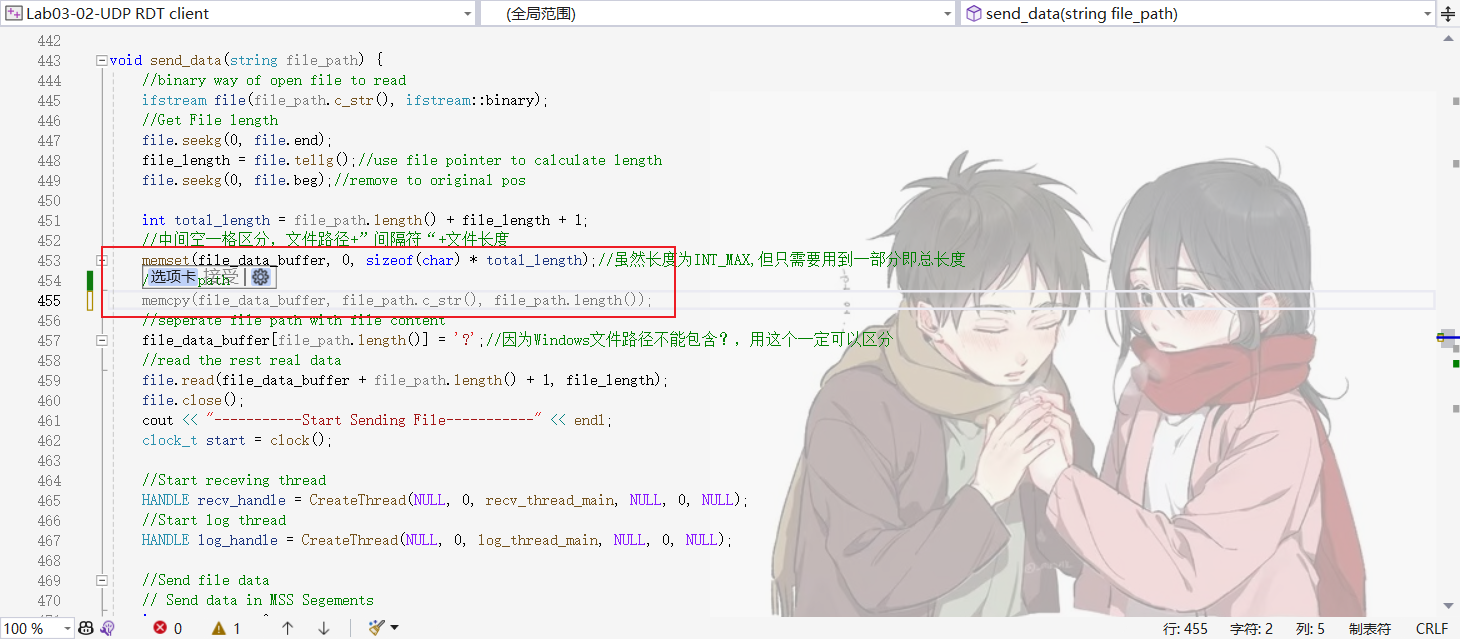 Lab03-02-UDP RDT client (全局范围) send_data(string file_path)
442
443 void send_data(string file_path) {
444 //binary way of open file to read
445 ifstream file(file_path.c_str(), ifstream::binary);
446 //Get File length
447 file.seekg(0, file.end);
448 file_length = file.tellg();//use file pointer to calculate length
449 file.seekg(0, file.beg);//remove to original pos
450
451 int total_length = file_path.length() + file_length + 1;
452 //中间空一格区分，文件路径+”间隔符“+文件长度
453 memset(file_data_buffer, 0, sizeof(char) * total_length);//虽然长度为INT_MAX,但只需要用到一部分即总长度
454 / 选项卡 接受 | path
455 memcpy(file_data_buffer, file_path.c_str(), file_path.length());
456 //seperate file path with file content
457 file_data_buffer[file_path.length()] = '?';//因为Windows文件路径不能包含？，用这个一定可以区分
458 //read the rest real data
459 file.read(file_data_buffer + file_path.length() + 1, file_length);
460 file.close();
461 cout << "-----------Start Sending File-----------" << endl;
462 clock_t start = clock();
463
464 //Start receving thread
465 HANDLE recv_handle = CreateThread(NULL, 0, recv_thread_main, NULL, 0, NULL);
466 //Start log thread
467 HANDLE log_handle = CreateThread(NULL, 0, log_thread_main, NULL, 0, NULL);
468
469 //Send file data
470 // Send data in MSS Segements
100 % 0 1 行: 455 字符: 2 列: 5 制表符 CRLF